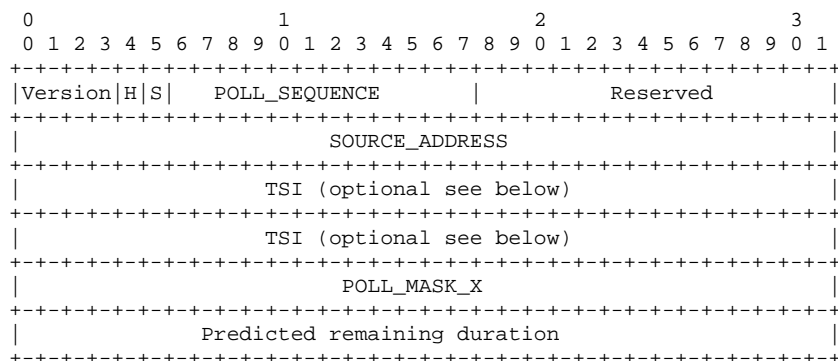 0                   1                   2                   3
 0 1 2 3 4 5 6 7 8 9 0 1 2 3 4 5 6 7 8 9 0 1 2 3 4 5 6 7 8 9 0 1
+-+-+-+-+-+-+-+-+-+-+-+-+-+-+-+-+-+-+-+-+-+-+-+-+-+-+-+-+-+-+-+-+
|Version|H|S|   POLL_SEQUENCE       |          Reserved         |
+-+-+-+-+-+-+-+-+-+-+-+-+-+-+-+-+-+-+-+-+-+-+-+-+-+-+-+-+-+-+-+-+
|                        SOURCE_ADDRESS                         |
+-+-+-+-+-+-+-+-+-+-+-+-+-+-+-+-+-+-+-+-+-+-+-+-+-+-+-+-+-+-+-+-+
|                   TSI (optional see below)                    |
+-+-+-+-+-+-+-+-+-+-+-+-+-+-+-+-+-+-+-+-+-+-+-+-+-+-+-+-+-+-+-+-+
|                   TSI (optional see below)                    |
+-+-+-+-+-+-+-+-+-+-+-+-+-+-+-+-+-+-+-+-+-+-+-+-+-+-+-+-+-+-+-+-+
|                         POLL_MASK_X                           |
+-+-+-+-+-+-+-+-+-+-+-+-+-+-+-+-+-+-+-+-+-+-+-+-+-+-+-+-+-+-+-+-+
|              Predicted remaining duration                     |
+-+-+-+-+-+-+-+-+-+-+-+-+-+-+-+-+-+-+-+-+-+-+-+-+-+-+-+-+-+-+-+-+